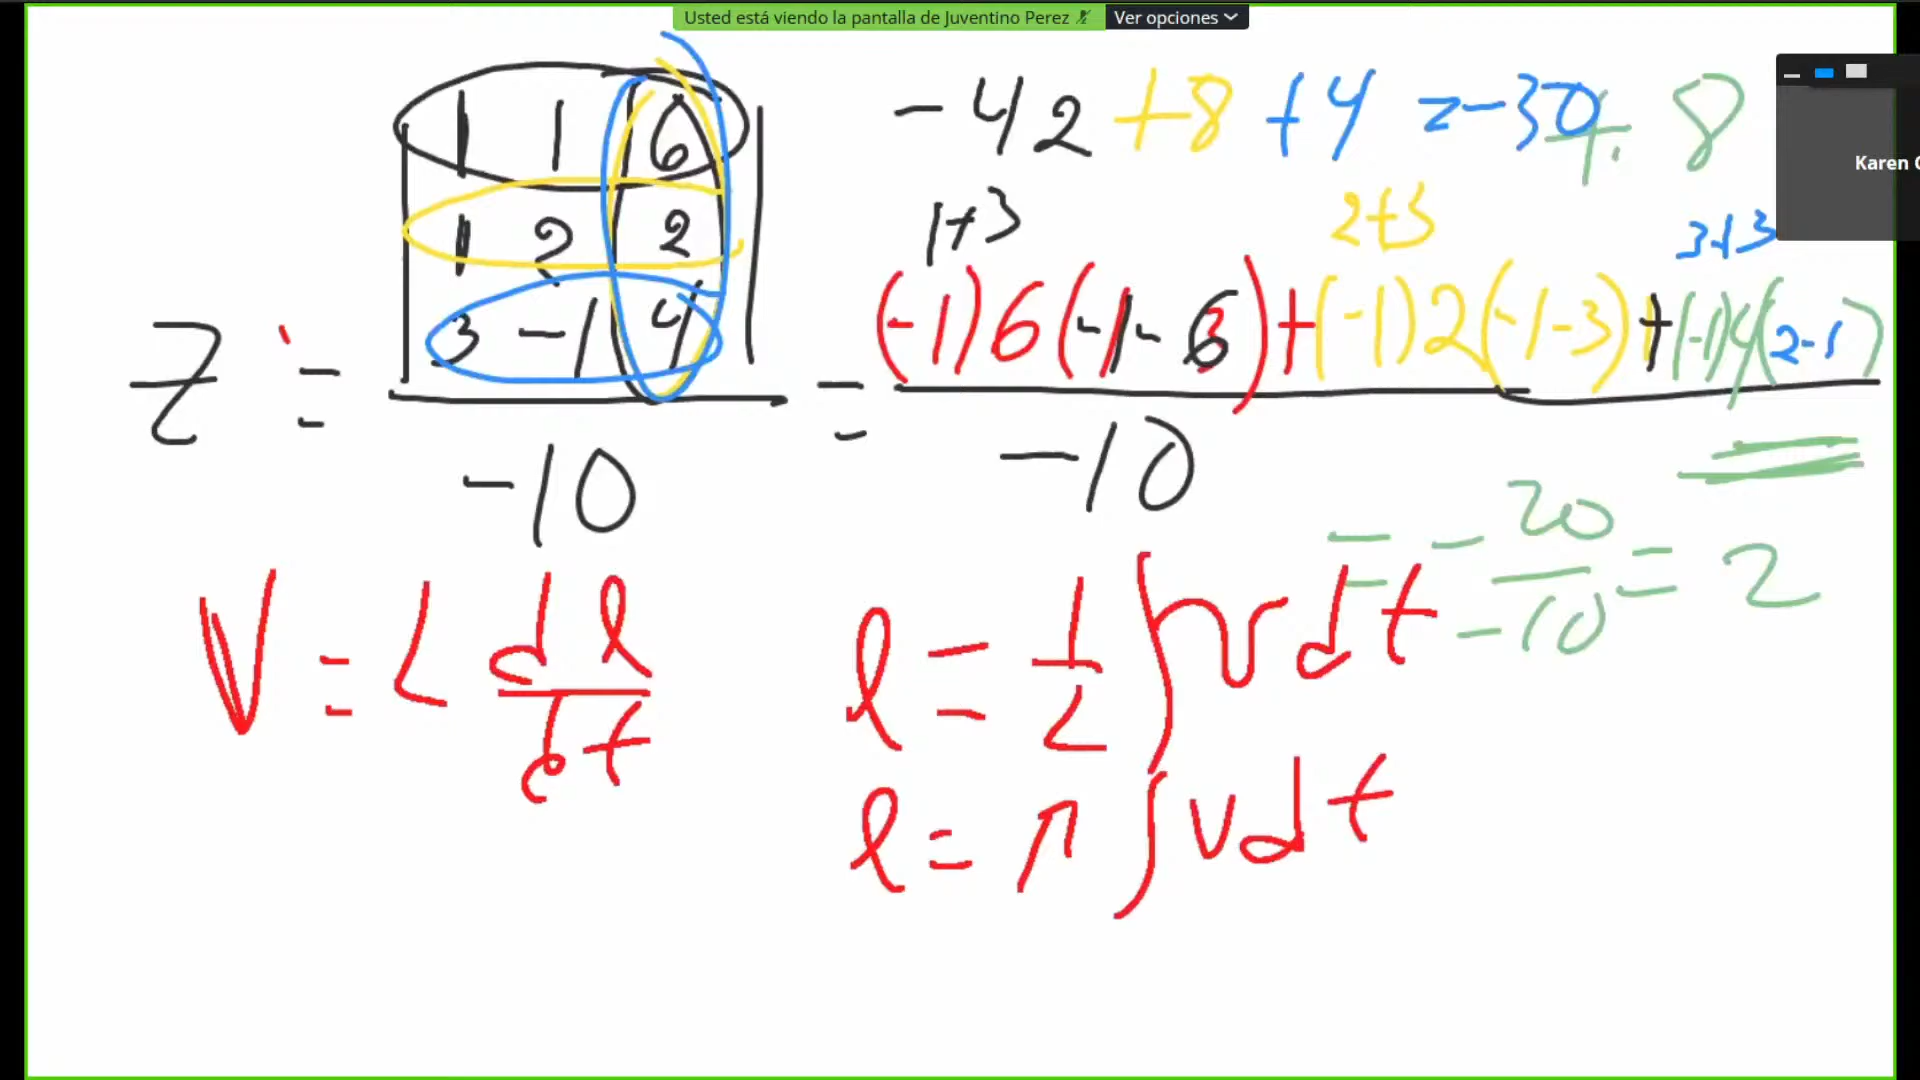 Usted está viendo la pantalla de Juventino Perez Ver opciones
-42 +8 +4 = -30 + 8
1+3 2+3 3+3
Karen
1 1 6
1 2 2
3 -1 4
Z = = (-1)6(-1-6)+(-1)2(-1-3)+(-1)4(2-1)
-10 -10
= -20/-10 = 2
V = L dl/dt
l = 1/L ∫ v dt
l = ∫ v dt